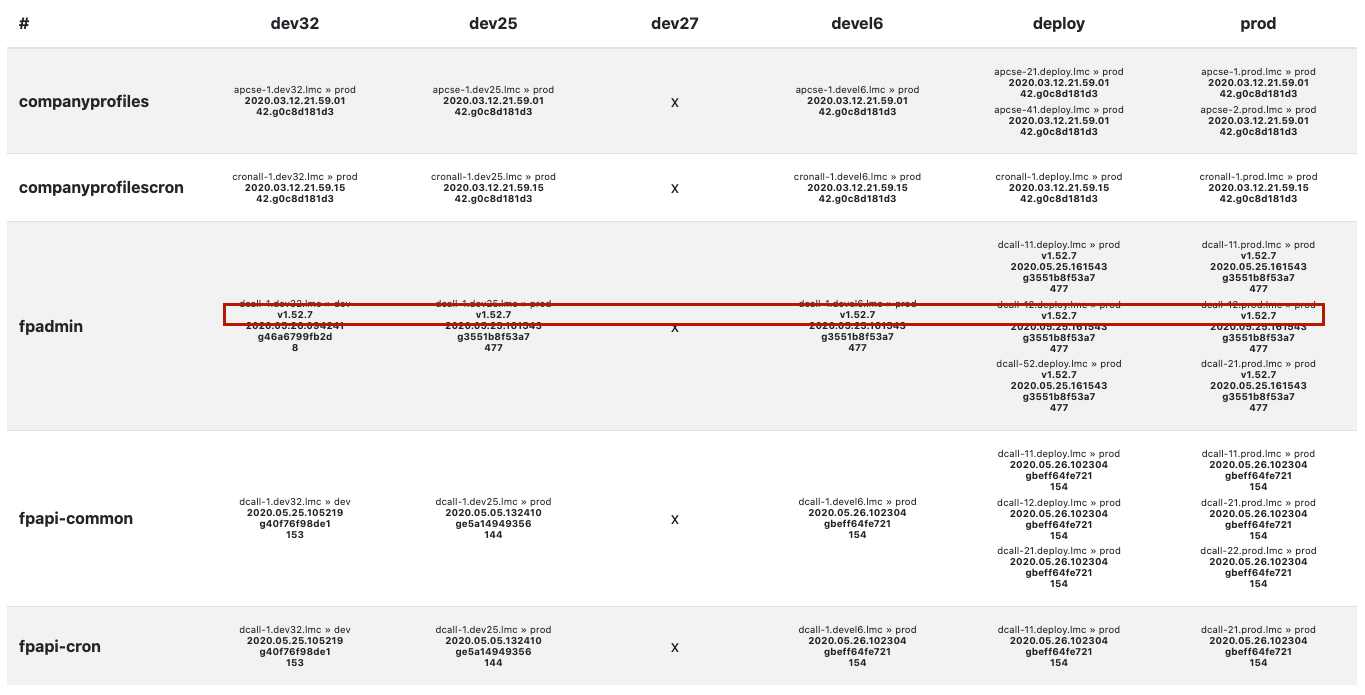 # dev32 dev25 dev27 devel6 deploy prod
companyprofiles
apcse-1.dev32.lmc » prod
2020.03.12.21.59.01
42.g0c8d181d3
apcse-1.dev25.lmc » prod
2020.03.12.21.59.01
42.g0c8d181d3
x
apcse-1.devel6.lmc » prod
2020.03.12.21.59.01
42.g0c8d181d3
apcse-21.deploy.lmc » prod
2020.03.12.21.59.01
42.g0c8d181d3
apcse-41.deploy.lmc » prod
2020.03.12.21.59.01
42.g0c8d181d3
apcse-1.prod.lmc » prod
2020.03.12.21.59.01
42.g0c8d181d3
apcse-2.prod.lmc » prod
2020.03.12.21.59.01
42.g0c8d181d3
companyprofilescron
cronall-1.dev32.lmc » prod
2020.03.12.21.59.15
42.g0c8d181d3
cronall-1.dev25.lmc » prod
2020.03.12.21.59.15
42.g0c8d181d3
x
cronall-1.devel6.lmc » prod
2020.03.12.21.59.15
42.g0c8d181d3
cronall-1.deploy.lmc » prod
2020.03.12.21.59.15
42.g0c8d181d3
cronall-1.prod.lmc » prod
2020.03.12.21.59.15
42.g0c8d181d3
fpadmin
dcall-1.dev32.lmc » dev
v1.52.7
2020.05.26.094241
g46a6799fb2d
8
dcall-1.dev25.lmc » prod
v1.52.7
2020.05.25.161543
g3551b8f53a7
477
x
dcall-1.devel6.lmc » prod
v1.52.7
2020.05.25.161543
g3551b8f53a7
477
dcall-11.deploy.lmc » prod
v1.52.7
2020.05.25.161543
g3551b8f53a7
477
dcall-12.deploy.lmc » prod
v1.52.7
2020.05.25.161543
g3551b8f53a7
477
dcall-52.deploy.lmc » prod
v1.52.7
2020.05.25.161543
g3551b8f53a7
477
dcall-11.prod.lmc » prod
v1.52.7
2020.05.25.161543
g3551b8f53a7
477
dcall-12.prod.lmc » prod
v1.52.7
2020.05.25.161543
g3551b8f53a7
477
dcall-21.prod.lmc » prod
v1.52.7
2020.05.25.161543
g3551b8f53a7
477
fpapi-common
dcall-1.dev32.lmc » dev
2020.05.25.105219
g40f76f98de1
153
dcall-1.dev25.lmc » prod
2020.05.05.132410
ge5a14949356
144
x
dcall-1.devel6.lmc » prod
2020.05.26.102304
gbeff64fe721
154
dcall-11.deploy.lmc » prod
2020.05.26.102304
gbeff64fe721
154
dcall-12.deploy.lmc » prod
2020.05.26.102304
gbeff64fe721
154
dcall-21.deploy.lmc » prod
2020.05.26.102304
gbeff64fe721
154
dcall-11.prod.lmc » prod
2020.05.26.102304
gbeff64fe721
154
dcall-21.prod.lmc » prod
2020.05.26.102304
gbeff64fe721
154
dcall-22.prod.lmc » prod
2020.05.26.102304
gbeff64fe721
154
fpapi-cron
dcall-1.dev32.lmc » dev
2020.05.25.105219
g40f76f98de1
153
dcall-1.dev25.lmc » prod
2020.05.05.132410
ge5a14949356
144
x
dcall-1.devel6.lmc » prod
2020.05.26.102304
gbeff64fe721
154
dcall-11.deploy.lmc » prod
2020.05.26.102304
gbeff64fe721
154
dcall-21.prod.lmc » prod
2020.05.26.102304
gbeff64fe721
154